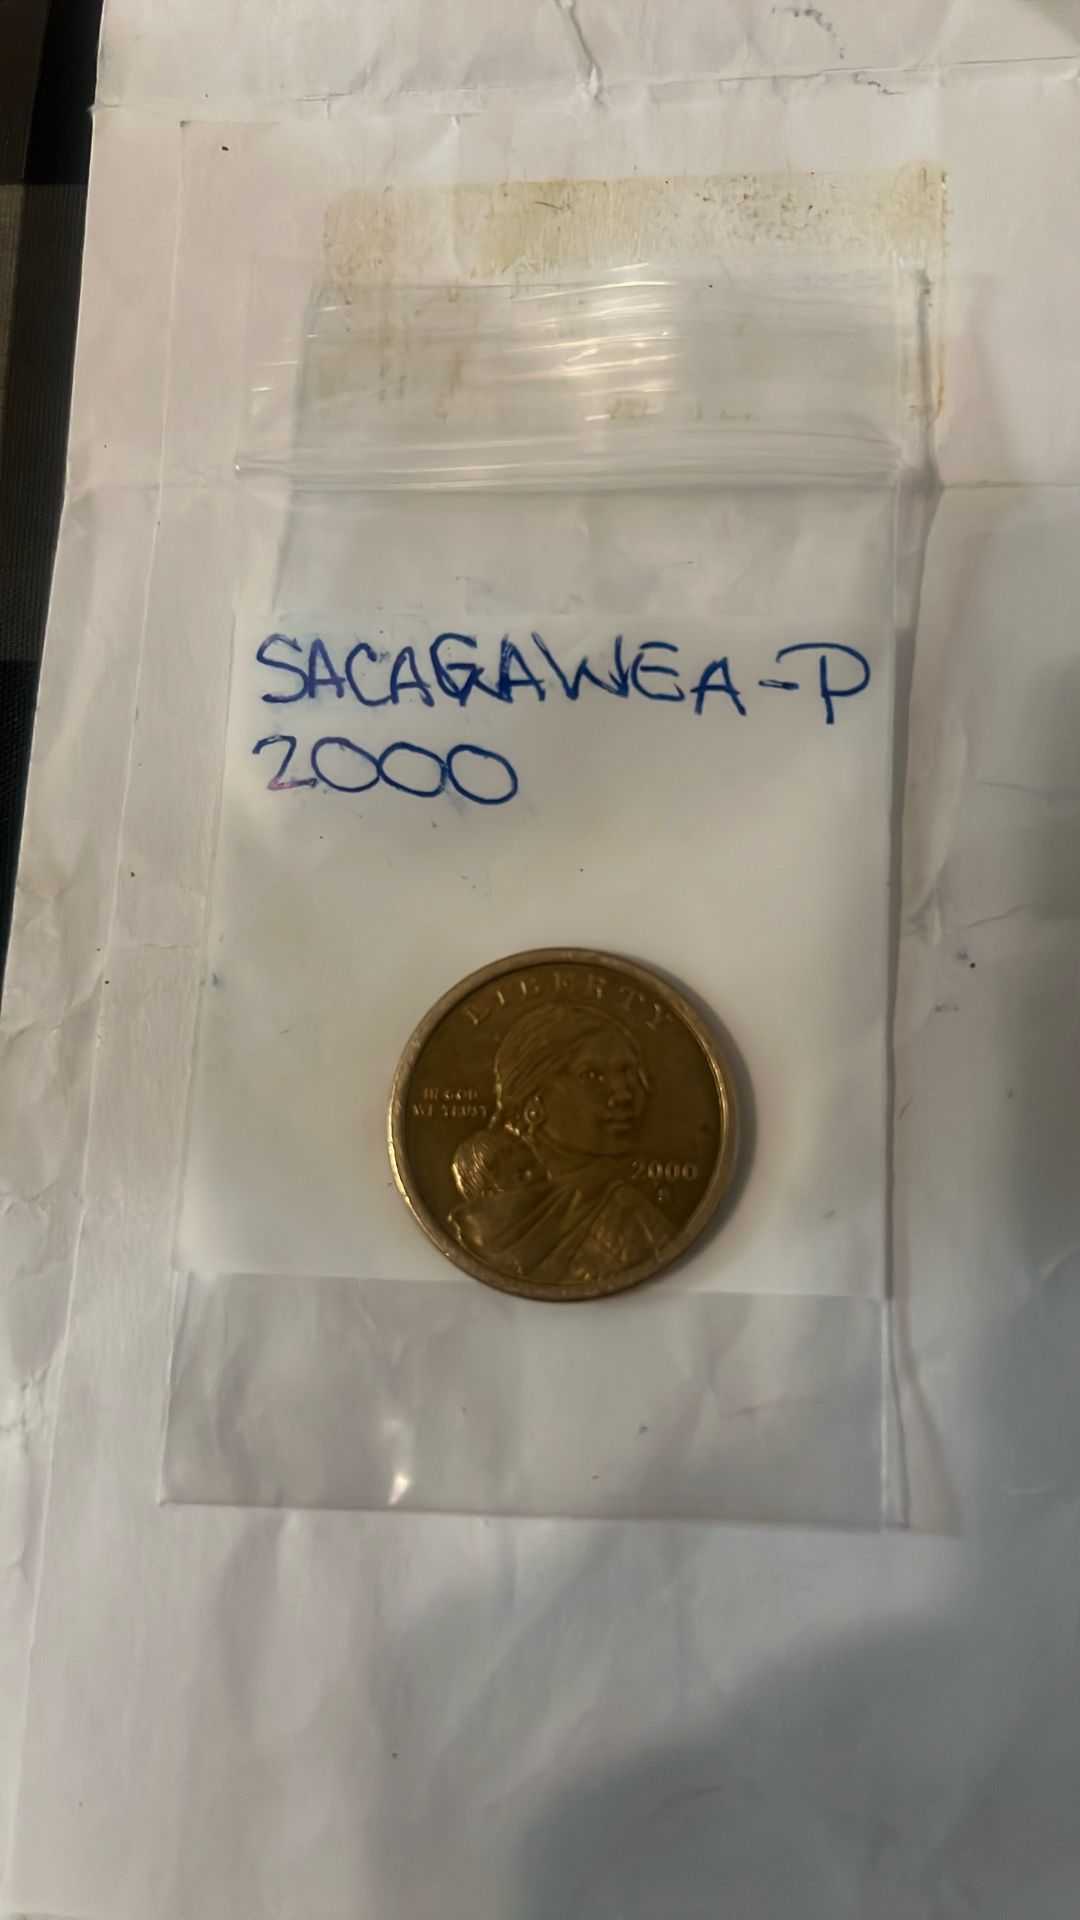 SACAGAWEA-P
2000
LIBERTY
IN GOD
WE TRUST
2000